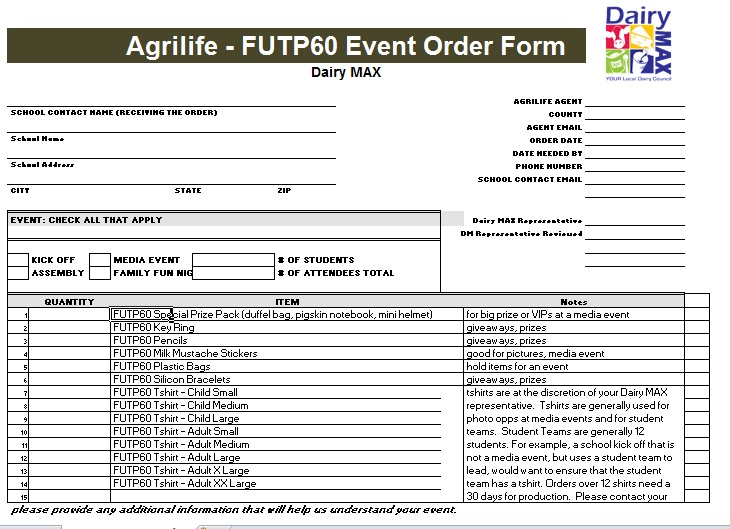 Dairy
MAX
YOUR Local Dairy Council
Agrilife - FUTP60 Event Order Form
Dairy MAX
SCHOOL CONTACT NAME (RECEIVING THE ORDER)
School Name
School Address
CITY STATE ZIP
AGRILIFE AGENT
COUNTY
AGENT EMAIL
ORDER DATE
DATE NEEDED BY
PHONE NUMBER
SCHOOL CONTACT EMAIL
EVENT: CHECK ALL THAT APPLY
Dairy MAX Representative
DM Representative Reviewed
KICK OFF MEDIA EVENT # OF STUDENTS
ASSEMBLY FAMILY FUN NIG # OF ATTENDEES TOTAL
QUANTITY ITEM Notes
1 FUTP60 Special Prize Pack (duffel bag, pigskin notebook, mini helmet) for big prize or VIPs at a media event
2 FUTP60 Key Ring giveaways, prizes
3 FUTP60 Pencils giveaways, prizes
4 FUTP60 Milk Mustache Stickers good for pictures, media event
5 FUTP60 Plastic Bags hold items for an event
6 FUTP60 Silicon Bracelets giveaways, prizes
7 FUTP60 Tshirt - Child Small tshirts are at the discretion of your Dairy MAX
8 FUTP60 Tshirt - Child Medium representative. Tshirts are generally used for
9 FUTP60 Tshirt - Child Large photo opps at media events and for student
10 FUTP60 Tshirt - Adult Small teams. Student Teams are generally 12
11 FUTP60 Tshirt - Adult Medium students. For example, a school kick off that is
12 FUTP60 Tshirt - Adult Large not a media event, but uses a student team to
13 FUTP60 Tshirt - Adult X Large lead, would want to ensure that the student
14 FUTP60 Tshirt - Adult XX Large team has a tshirt. Orders over 12 shirts need a
15 30 days for production. Please contact your
please provide any additional information that will help us understand your event.